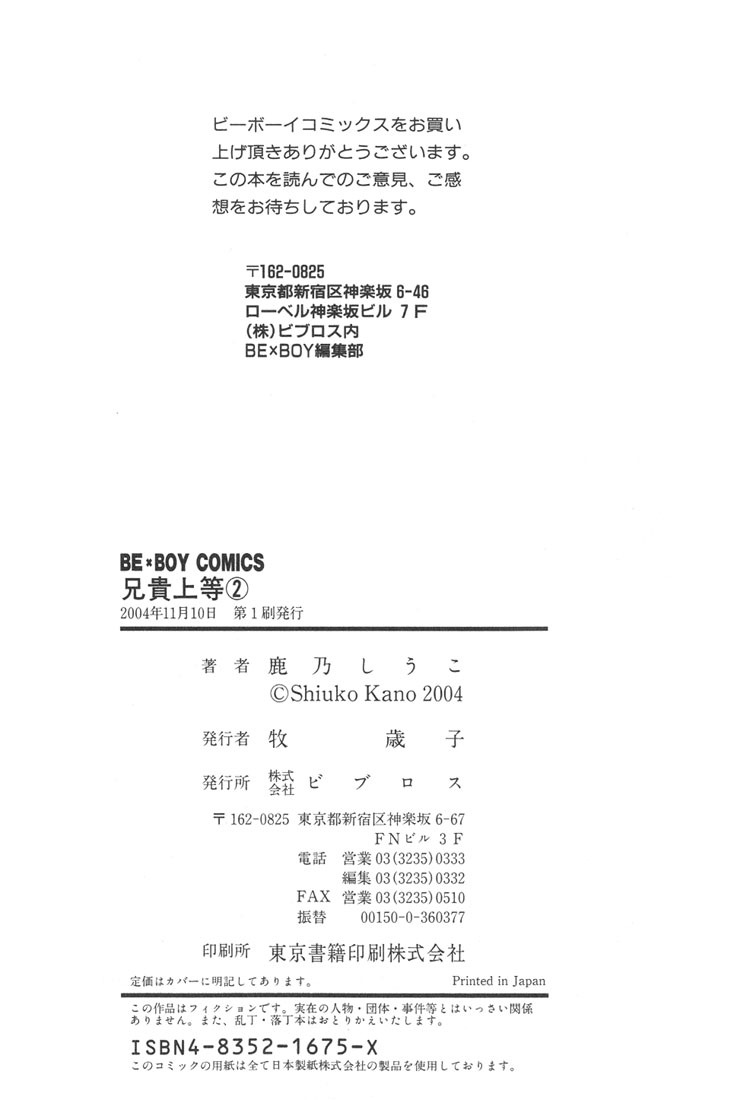 ビーボーイコミックスをお買い
上げ頂きありがとうございます。
この本を読んでのご意見、ご感
想をお待ちしております。
〒162-0825
東京都新宿区神楽坂 6-46
ローベル神楽坂ビル 7F
(株)ビブロス内
BE×BOY編集部
BE×BOY COMICS
兄貴上等②
2004年11月10日 第1刷発行
著者 鹿乃しうこ
©Shiuko Kano 2004
発行者 牧 歳子
発行所 株式会社 ビブロス
〒162-0825 東京都新宿区神楽坂 6-67
FNビル 3F
電話 営業 03(3235)0333
編集 03(3235)0332
FAX 営業 03(3235)0510
振替 00150-0-360377
印刷所 東京書籍印刷株式会社
定価はカバーに明記してあります。 Printed in Japan
この作品はフィクションです。実在の人物・団体・事件等とはいっさい関係
ありません。また、乱丁・落丁本はおとりかえいたします。
ISBN4-8352-1675-X
このコミックの用紙は全て日本製紙株式会社の製品を使用しております。